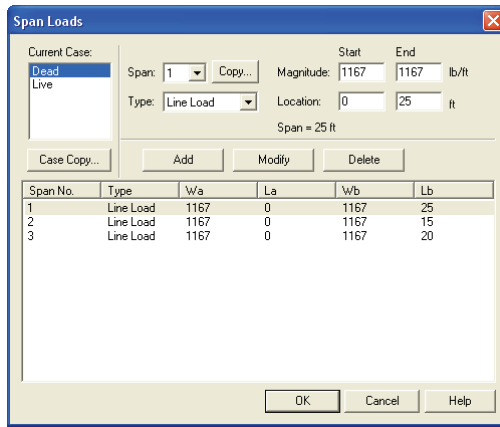 Span Loads
Current Case:
Dead
Live
Case Copy...
Span: 1 Copy...
Type: Line Load
Start End
Magnitude: 1167 1167 lb/ft
Location: 0 25 ft
Span = 25 ft
Add Modify Delete
Span No. Type Wa La Wb Lb
1 Line Load 1167 0 1167 25
2 Line Load 1167 0 1167 15
3 Line Load 1167 0 1167 20
OK Cancel Help